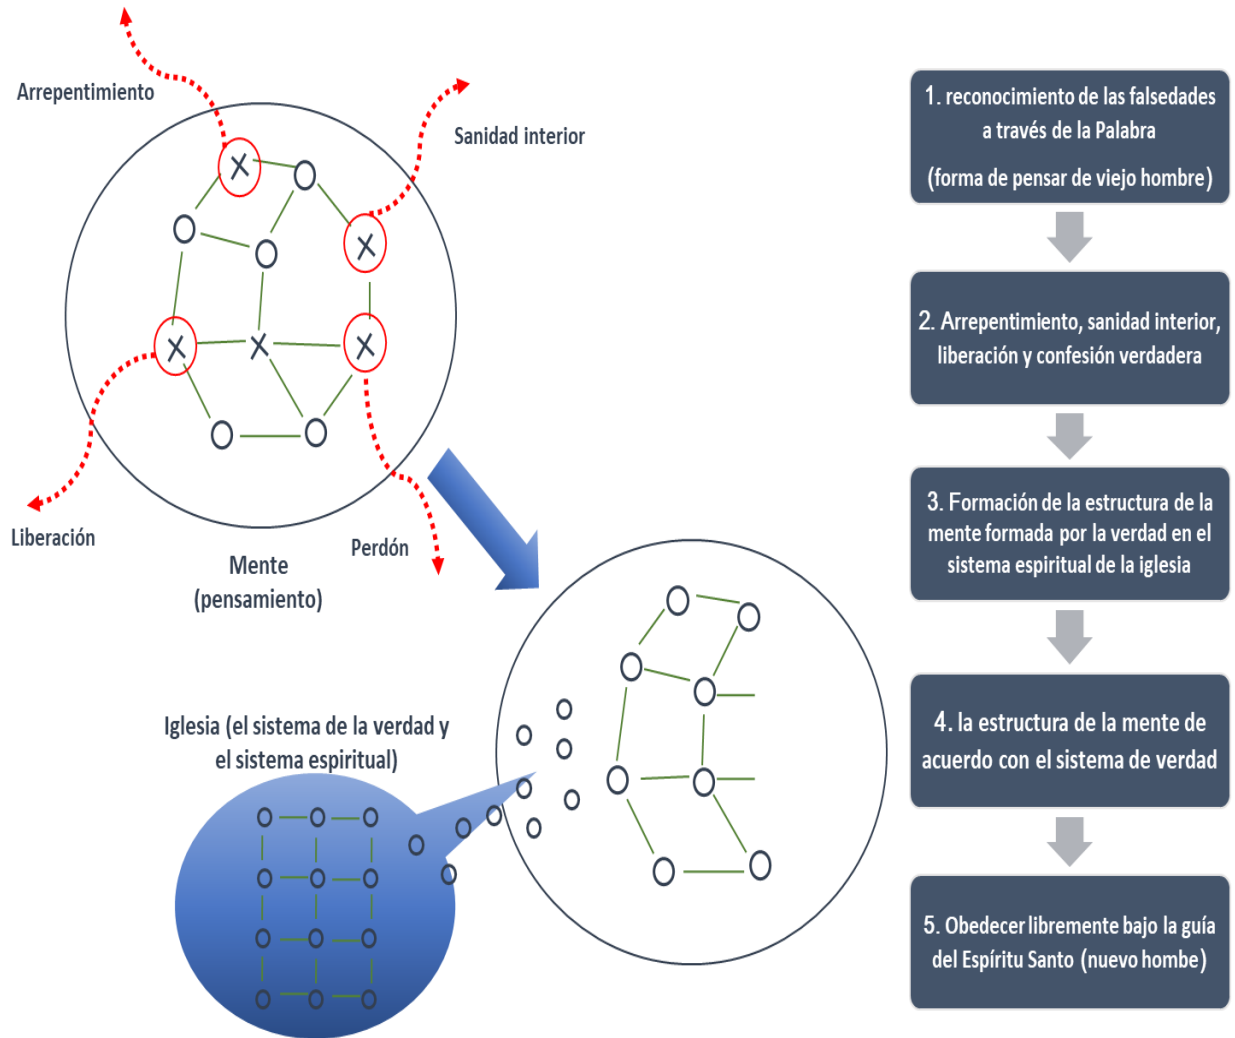 Arrepentimiento
Sanidad interior
Liberación
Perdón
Mente
(pensamiento)
Iglesia (el sistema de la verdad y
el sistema espiritual)
1. reconocimiento de las falsedades
a través de la Palabra
(forma de pensar de viejo hombre)
2. Arrepentimiento, sanidad interior,
liberación y confesión verdadera
3. Formación de la estructura de la
mente formada por la verdad en el
sistema espiritual de la iglesia
4. la estructura de la mente de
acuerdo con el sistema de verdad
5. Obedecer libremente bajo la guía
del Espíritu Santo (nuevo hombe)